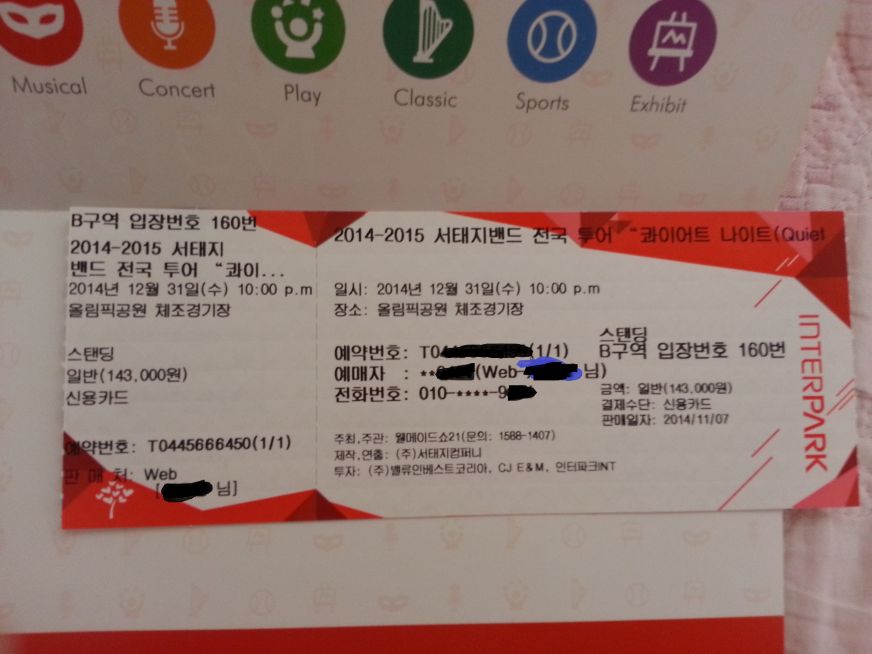 Musical
Concert
Play
Classic
Sports
Exhibit
B구역 입장번호 160번
2014-2015 서태지
밴드 전국 투어 “콰이...
2014년 12월 31일(수) 10:00 p.m
올림픽공원 체조경기장
스탠딩
일반(143,000원)
신용카드
예약번호: T0445666450(1/1)
판 매 처: Web
[ 님]
2014-2015 서태지밴드 전국 투어 “콰이어트 나이트(Quiet
일시: 2014년 12월 31일(수) 10:00 p.m
장소: 올림픽공원 체조경기장
예약번호: T04 (1/1)
예매자 : ** (Web 님)
전화번호: 010-****-9
스탠딩
B구역 입장번호 160번
금액: 일반(143,000원)
결제수단: 신용카드
판매일자: 2014/11/07
주최,주관: 웰메이드쇼21(문의: 1588-1407)
제작,연출: (주)서태지컴퍼니
투자: (주)밸류인베스트코리아, CJ E&M, 인터파크INT
INTERPARK